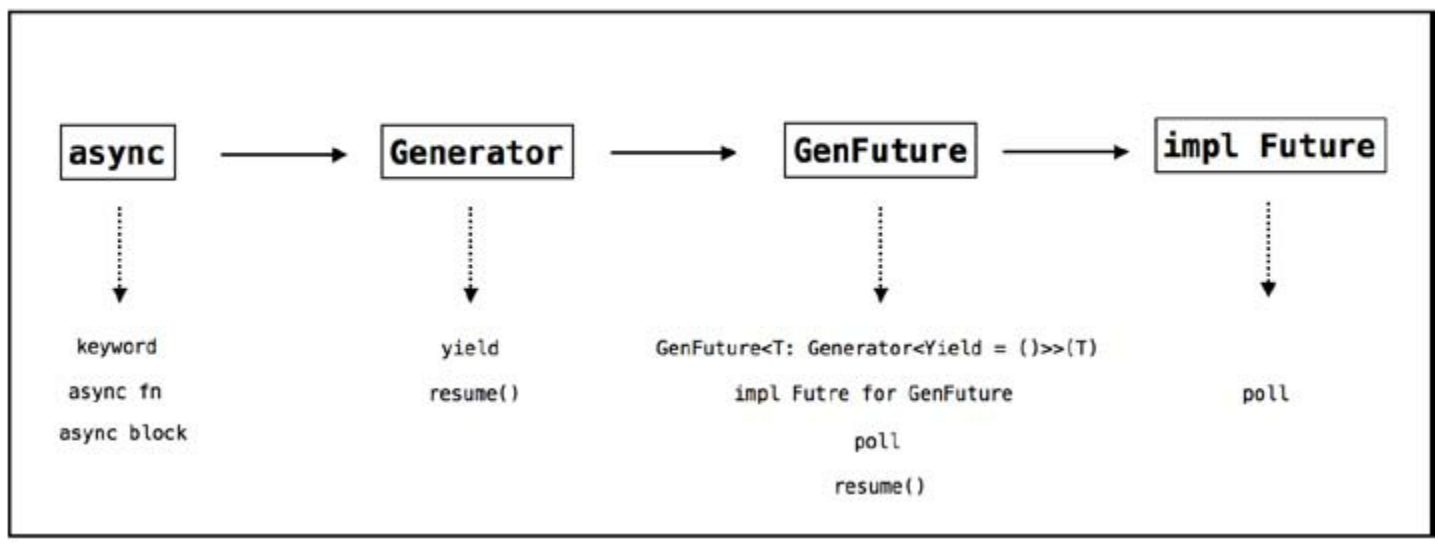 async
Generator
GenFuture
impl Future
keyword
async fn
async block
yield
resume()
GenFuture<T: Generator<Yield = ()>>(T)
impl Futre for GenFuture
poll
resume()
poll